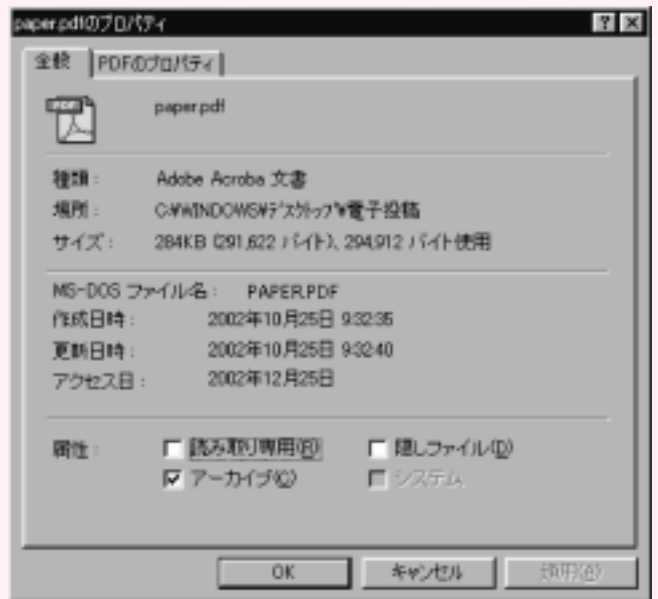 paper.pdfのプロパティ
全般 PDFのプロパティ
paper.pdf
種類： Adobe Acroba 文書
場所： C:¥WINDOWS¥ﾃﾞｽｸﾄｯﾌﾟ¥電子投稿
サイズ： 284KB (291,622 バイト)、294,912 バイト使用
MS-DOS ファイル名： PAPER.PDF
作成日時： 2002年10月25日 9:32:35
更新日時： 2002年10月25日 9:32:40
アクセス日： 2002年12月25日
属性： 読み取り専用(R) 隠しファイル(D)
アーカイブ(C) システム
OK キャンセル 適用(A)